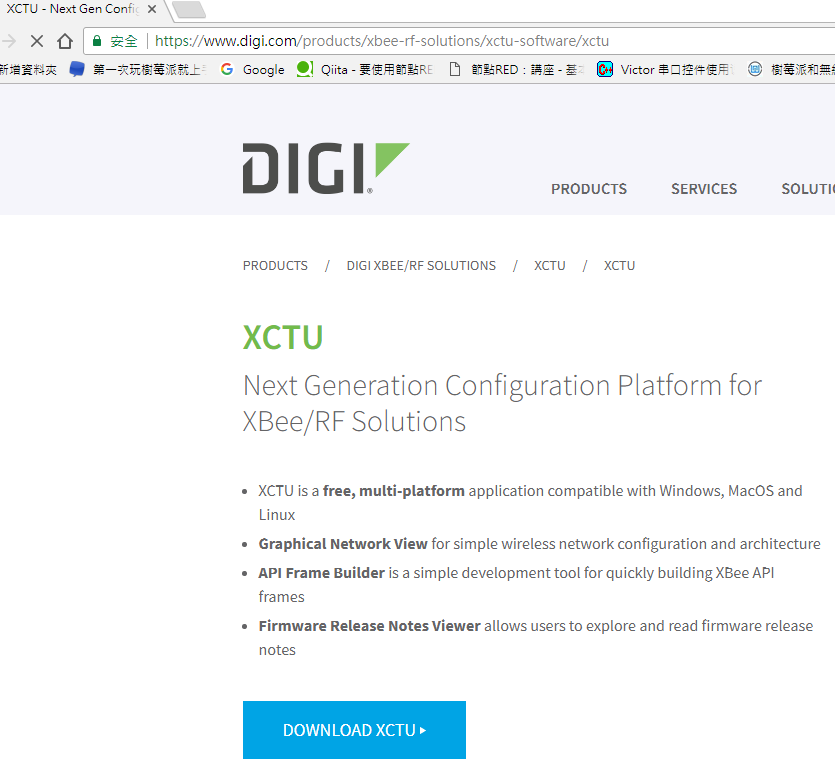 XCTU - Next Gen Config
安全 https://www.digi.com/products/xbee-rf-solutions/xctu-software/xctu
新增資料夾 第一次玩樹莓派就上 Google Qiita - 要使用節點RE 節點RED：講座 - 基本 Victor 串口控件使用 樹莓派和無
DIGI®
PRODUCTS SERVICES SOLUTIO
PRODUCTS / DIGI XBEE/RF SOLUTIONS / XCTU / XCTU
XCTU
Next Generation Configuration Platform for
XBee/RF Solutions
• XCTU is a free, multi-platform application compatible with Windows, MacOS and
Linux
• Graphical Network View for simple wireless network configuration and architecture
• API Frame Builder is a simple development tool for quickly building XBee API
frames
• Firmware Release Notes Viewer allows users to explore and read firmware release
notes
DOWNLOAD XCTU